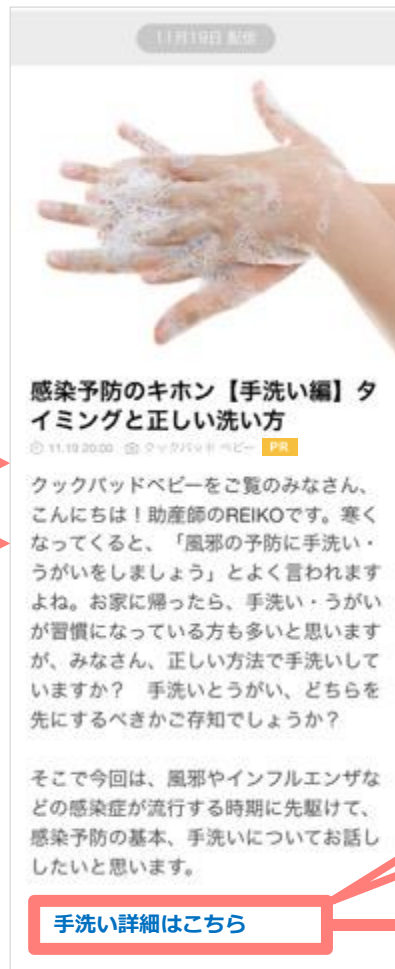 11月19日 配信
感染予防のキホン【手洗い編】タ
イミングと正しい洗い方
11.19 20:00 クックパッド ベビー PR
クックパッドベビーをご覧のみなさん、
こんにちは！助産師のREIKOです。寒く
なってくると、「風邪の予防に手洗い・
うがいをしましょう」とよく言われます
よね。お家に帰ったら、手洗い・うがい
が習慣になっている方も多いと思います
が、みなさん、正しい方法で手洗いして
いますか？　手洗いとうがい、どちらを
先にするべきかご存知でしょうか？
そこで今回は、風邪やインフルエンザな
どの感染症が流行する時期に先駆けて、
感染予防の基本、手洗いについてお話し
したいと思います。
手洗い詳細はこちら